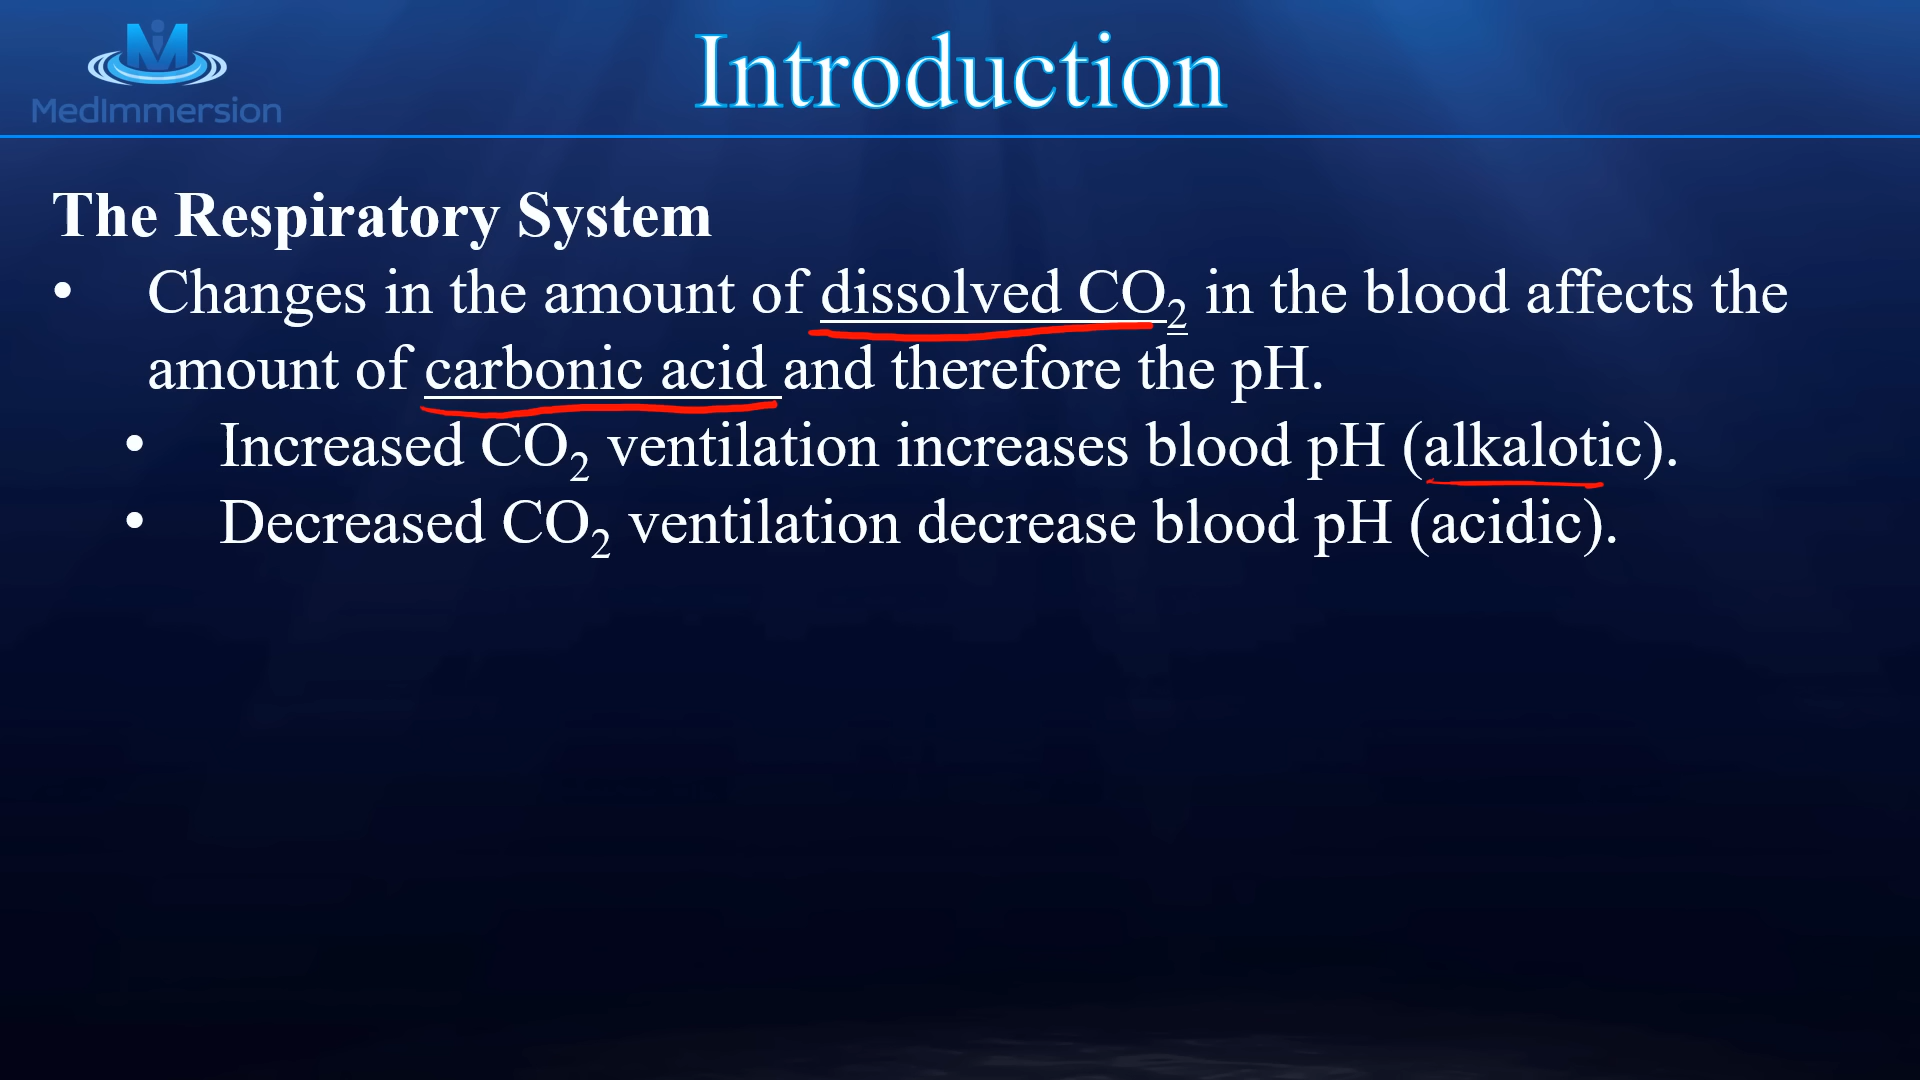 MedImmersion
Introduction
The Respiratory System
• Changes in the amount of dissolved CO₂ in the blood affects the
amount of carbonic acid and therefore the pH.
• Increased CO₂ ventilation increases blood pH (alkalotic).
• Decreased CO₂ ventilation decrease blood pH (acidic).